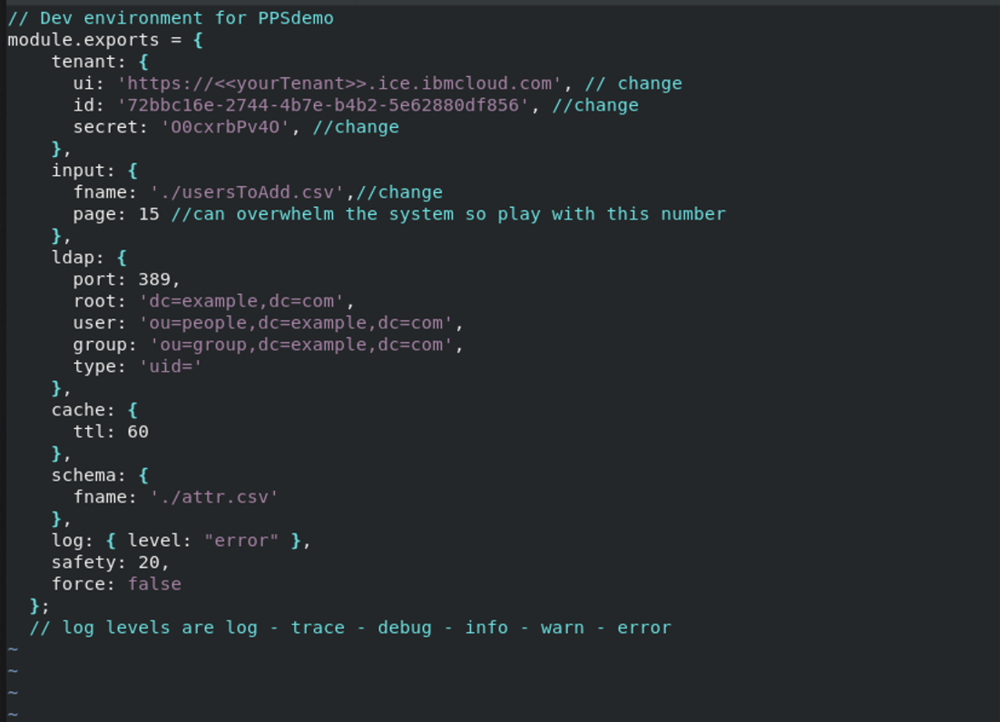 // Dev environment for PPSdemo
module.exports = {
    tenant: {
      ui: 'https://<<yourTenant>>.ice.ibmcloud.com', // change
      id: '72bbc16e-2744-4b7e-b4b2-5e62880df856', //change
      secret: 'O0cxrbPv4O', //change
    },
    input: {
      fname: './usersToAdd.csv',//change
      page: 15 //can overwhelm the system so play with this number
    },
    ldap: {
      port: 389,
      root: 'dc=example,dc=com',
      user: 'ou=people,dc=example,dc=com',
      group: 'ou=group,dc=example,dc=com',
      type: 'uid='
    },
    cache: {
      ttl: 60
    },
    schema: {
      fname: './attr.csv'
    },
    log: { level: "error" },
    safety: 20,
    force: false
  };
  // log levels are log - trace - debug - info - warn - error
~
~
~
~